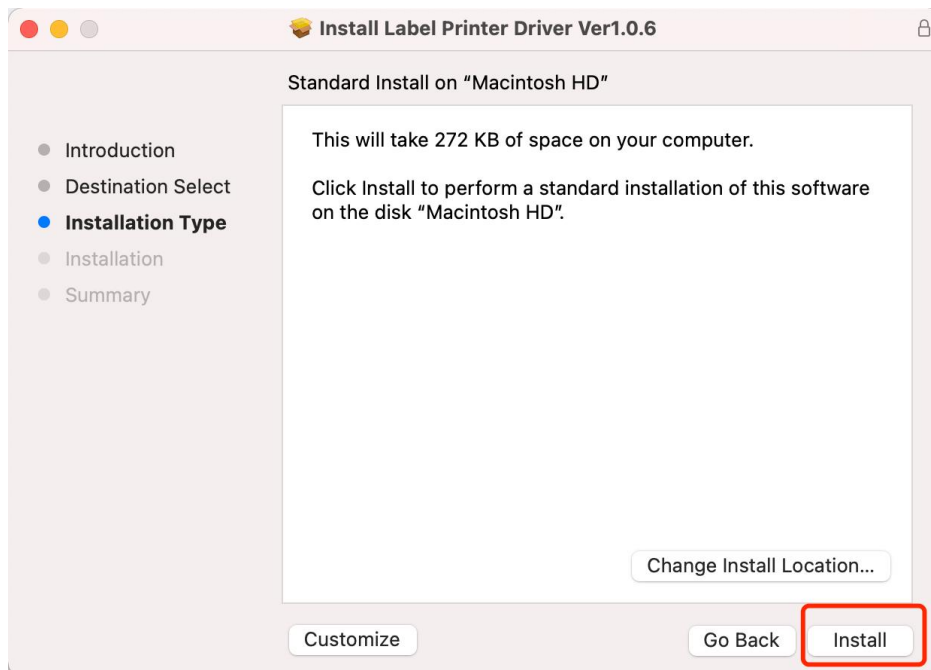 Install Label Printer Driver Ver1.0.6
Standard Install on “Macintosh HD”
Introduction
Destination Select
Installation Type
Installation
Summary
This will take 272 KB of space on your computer.
Click Install to perform a standard installation of this software
on the disk “Macintosh HD”.
Change Install Location...
Customize
Go Back
Install